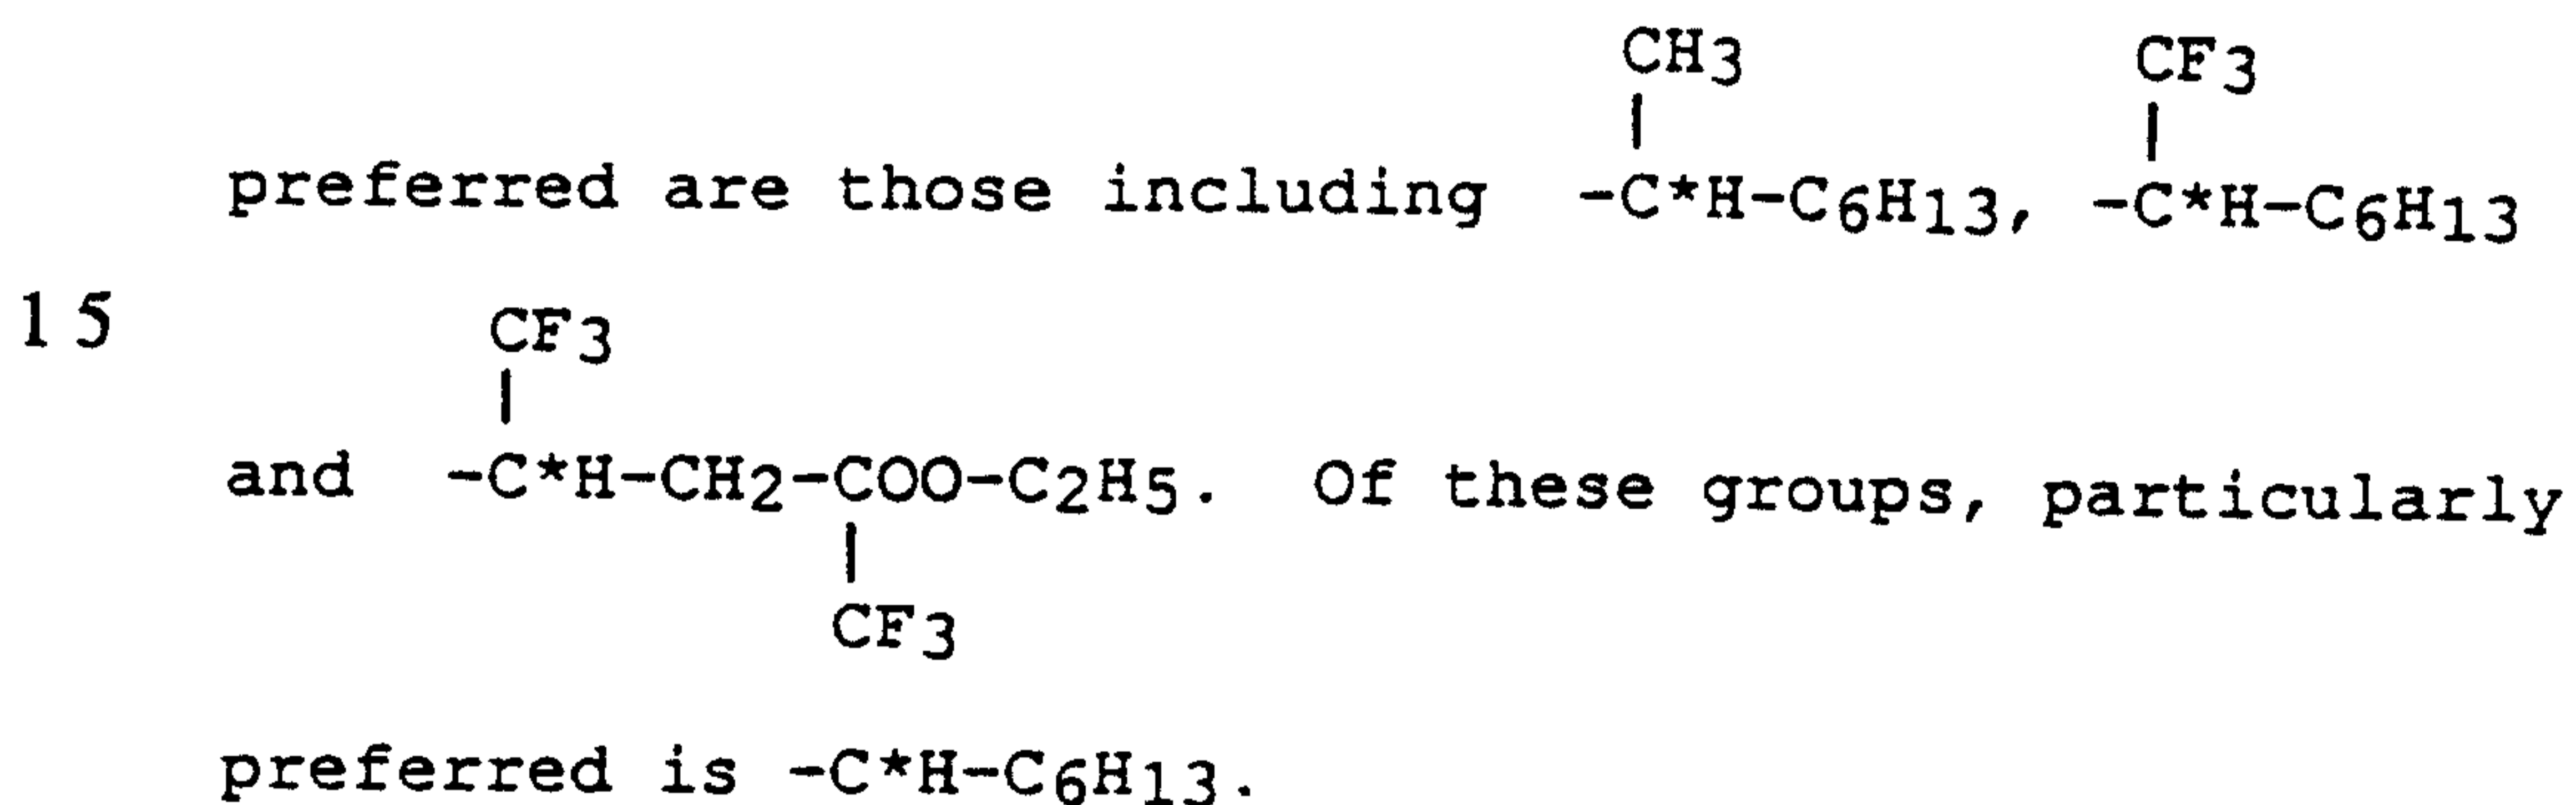 CH3 CF3
| |
preferred are those including -C*H-C6H13, -C*H-C6H13
15 CF3
|
and -C*H-CH2-COO-C2H5. Of these groups, particularly
|
CF3
preferred is -C*H-C6H13.